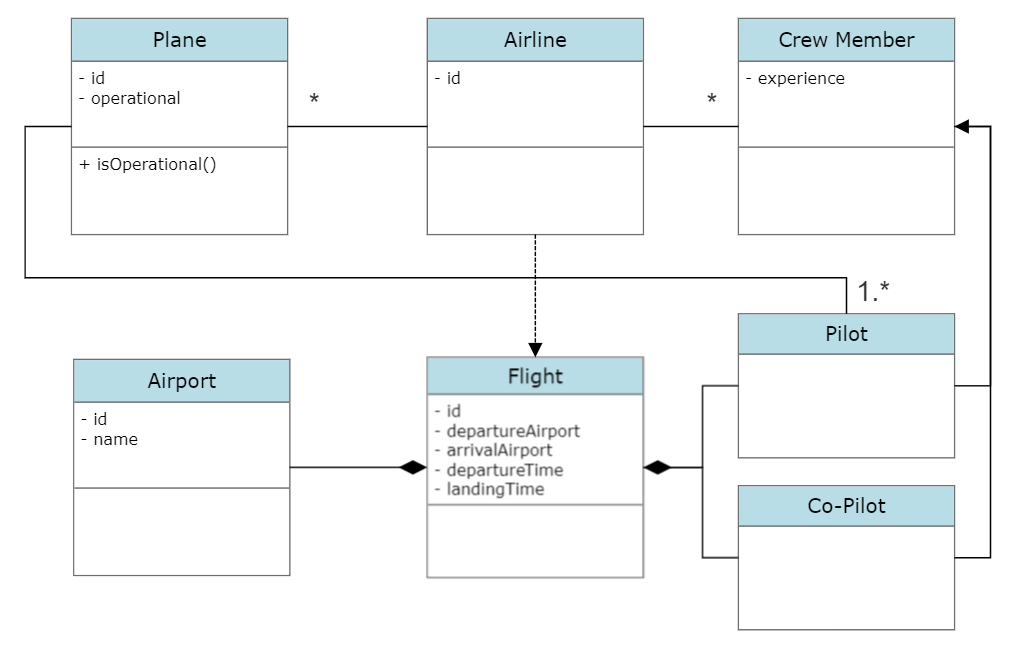 Plane
- id
- operational
+ isOperational()
*
Airline
- id
*
Crew Member
- experience
1.*
Airport
- id
- name
Flight
- id
- departureAirport
- arrivalAirport
- departureTime
- landingTime
Pilot
Co-Pilot